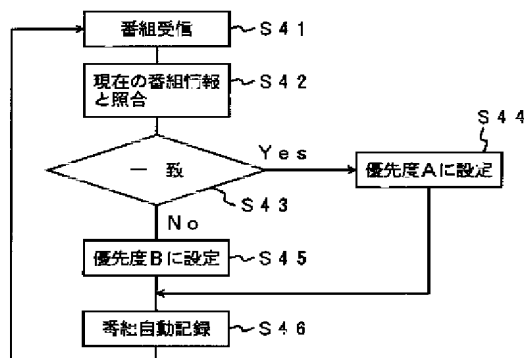 番組受信
S41
現在の番組情報
と照合
S42
一致
Yes
S43
No
S44
優先度Aに設定
優先度Bに設定
S45
番組自動記録
S46